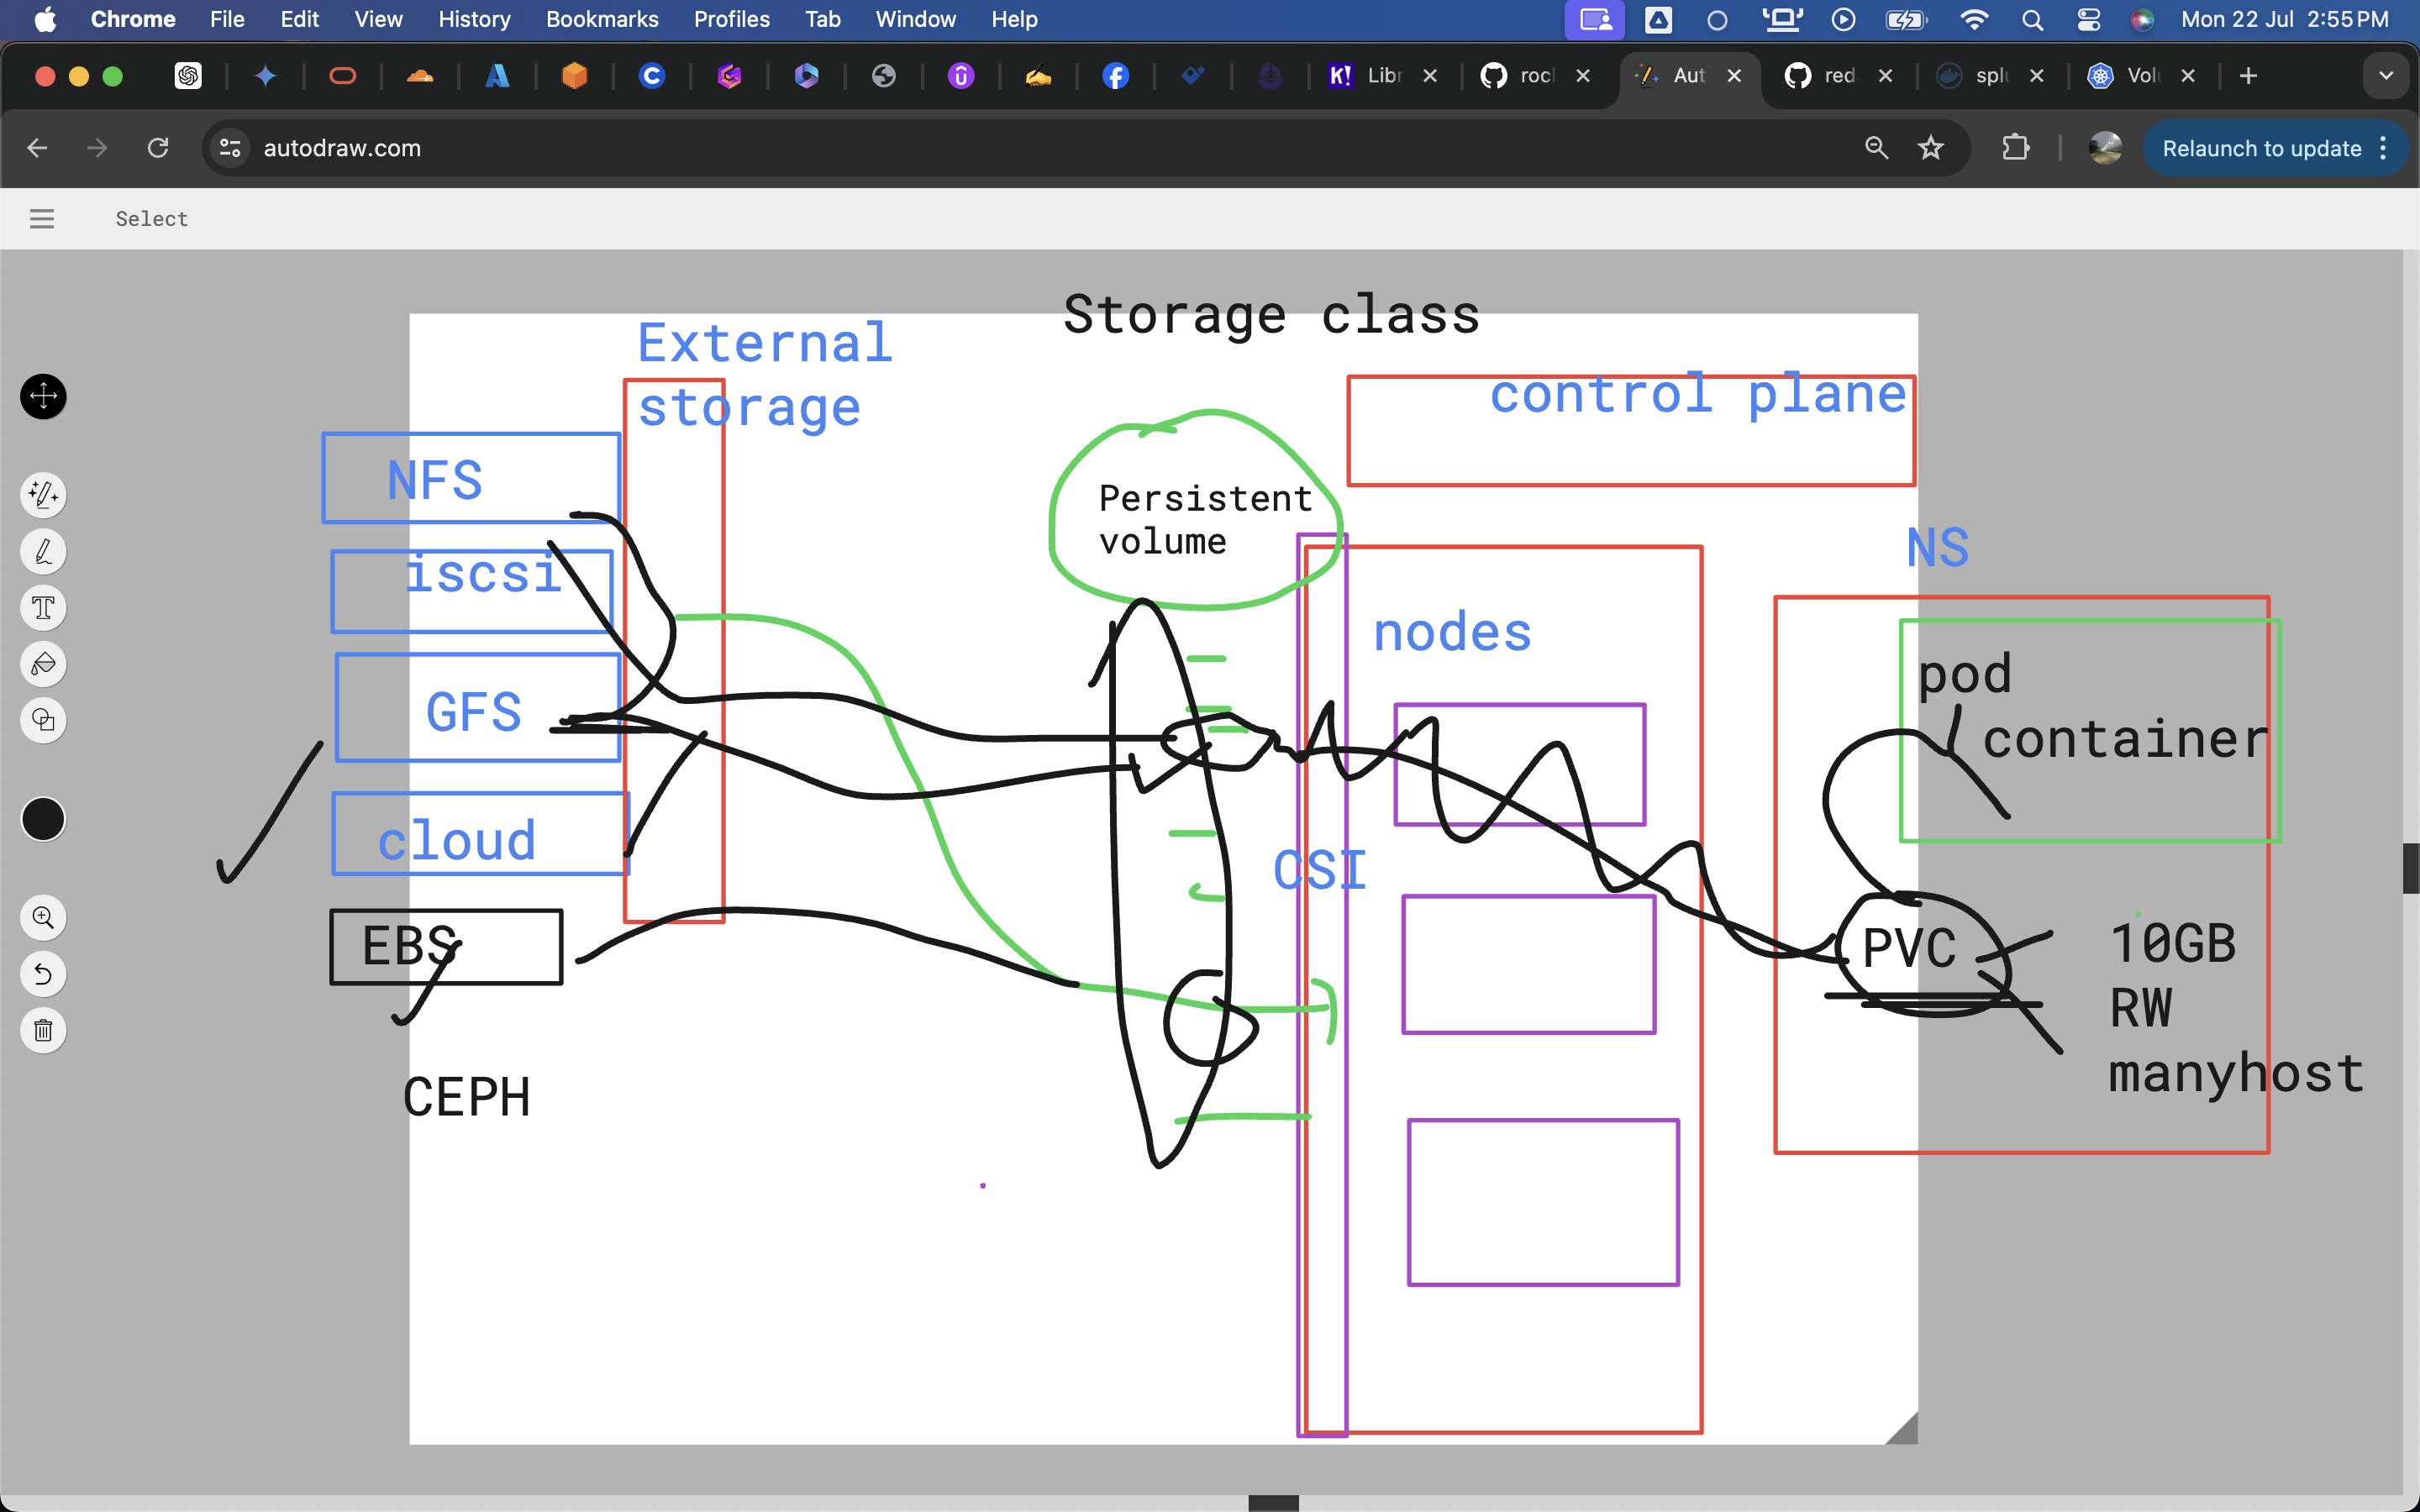 Chrome File Edit View History Bookmarks Profiles Tab Window Help Mon 22 Jul 2:55 PM
K! Libr rocl Aut red splu Volu
autodraw.com Relaunch to update
Select
Storage class
External
storage
control plane
NFS
Persistent
volume
NS
iscsi
nodes
pod
GFS
container
cloud
CSI
EBS
PVC
10GB
RW
manyhost
CEPH